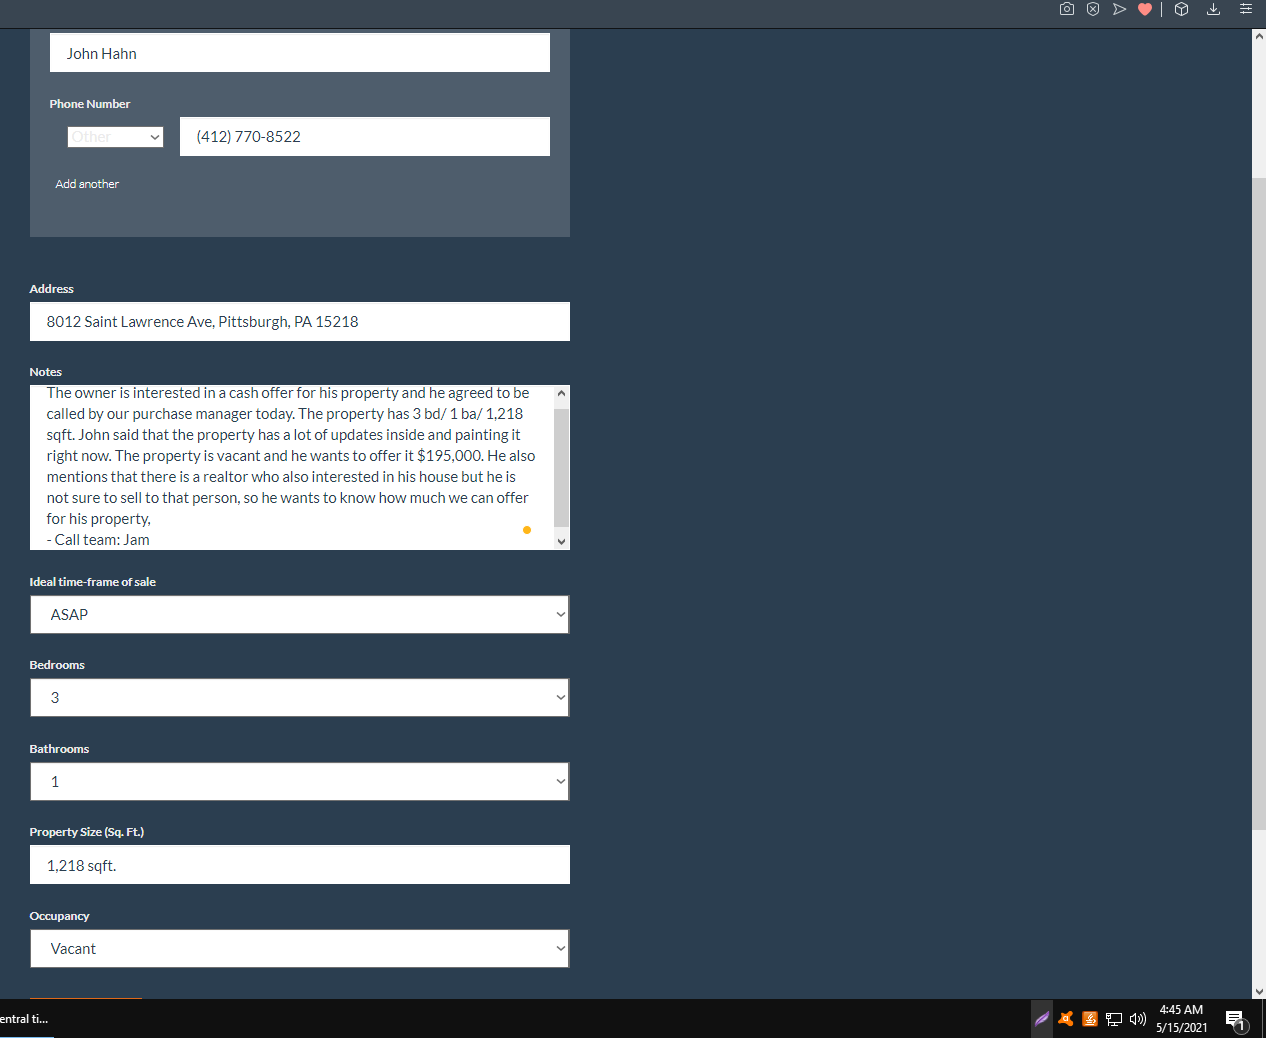 John Hahn
Phone Number
Other
(412) 770-8522
Add another
Address
8012 Saint Lawrence Ave, Pittsburgh, PA 15218
Notes
The owner is interested in a cash offer for his property and he agreed to be
called by our purchase manager today. The property has 3 bd/ 1 ba/ 1,218
sqft. John said that the property has a lot of updates inside and painting it
right now. The property is vacant and he wants to offer it $195,000. He also
mentions that there is a realtor who also interested in his house but he is
not sure to sell to that person, so he wants to know how much we can offer
for his property,
- Call team: Jam
Ideal time-frame of sale
ASAP
Bedrooms
3
Bathrooms
1
Property Size (Sq. Ft.)
1,218 sqft.
Occupancy
Vacant
entral ti...
4:45 AM
5/15/2021
1